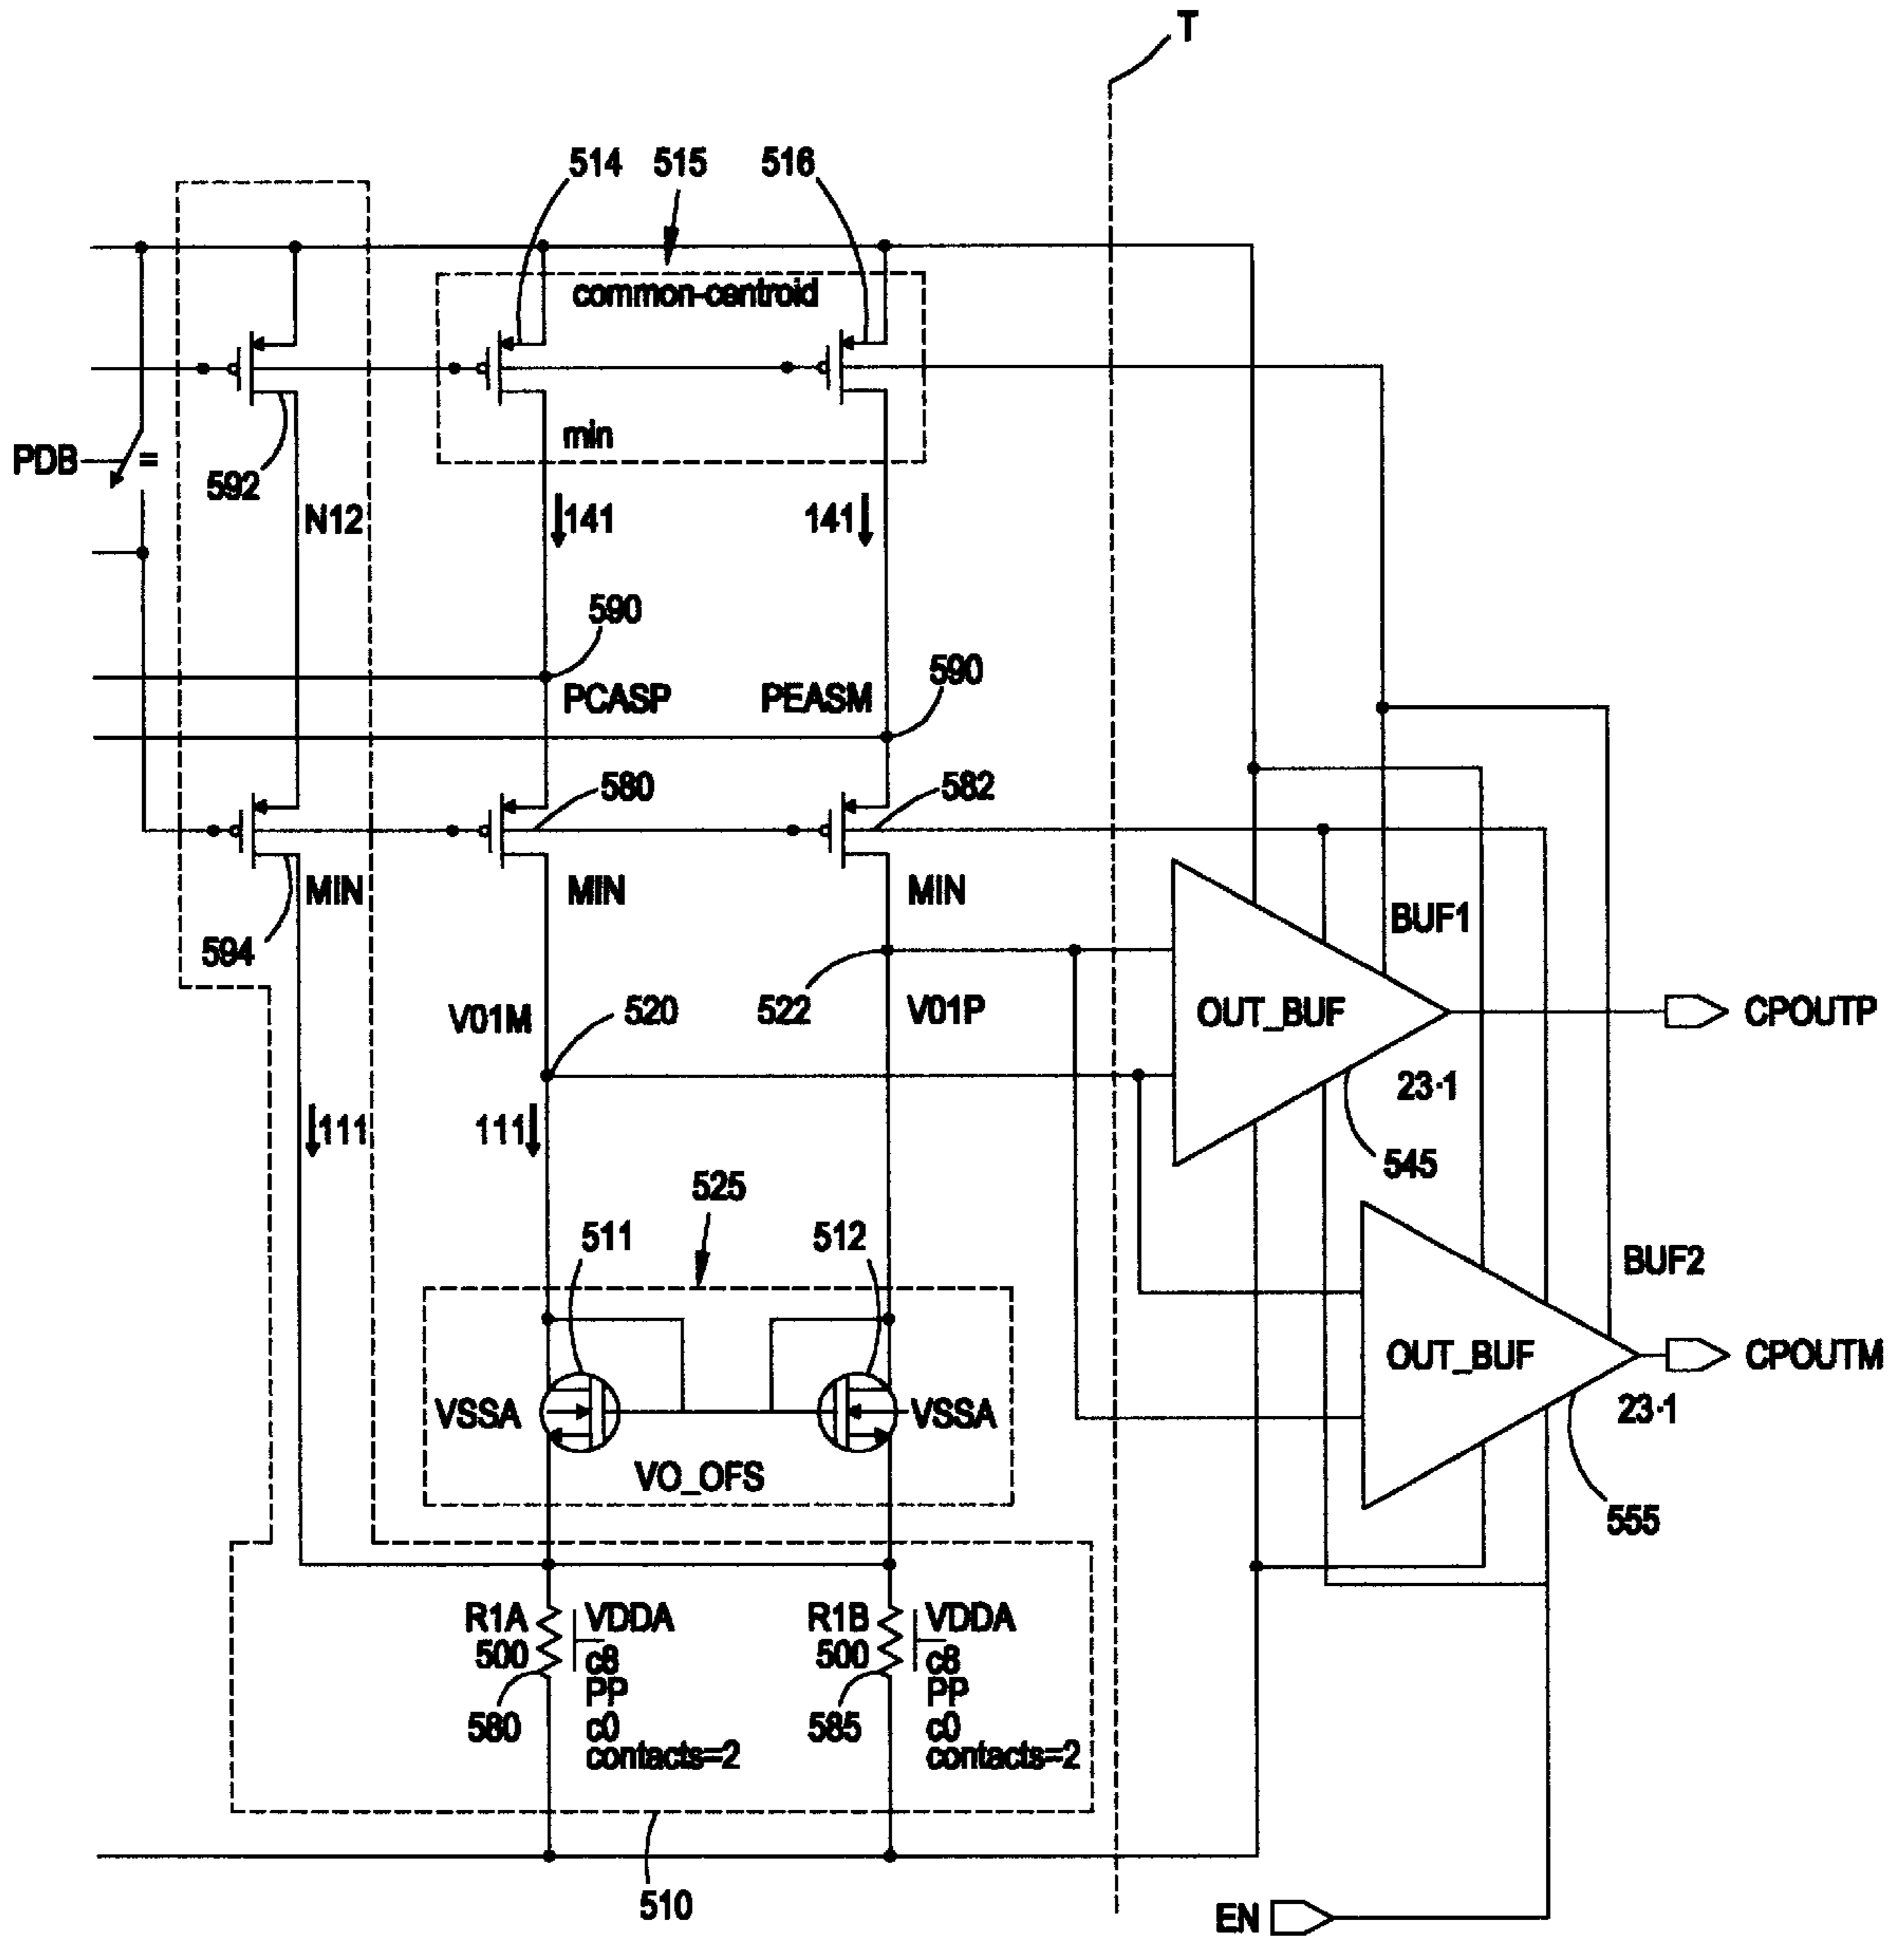 T
514 515 516
common-centroid
PDB =
min
592
N12
141 141
590
590
PCASP PEASM
580 582
MIN MIN MIN
594
BUF1
V01M 520 522 V01P
OUT_BUF
CPOUTP
23·1
111 111
545
525
511 512
BUF2
OUT_BUF
CPOUTM
VSSA VSSA
23·1
VO_OFS
555
R1A VDDA R1B VDDA
500 c8 500 c8
PP PP
580 c0 585 c0
contacts=2 contacts=2
510
EN